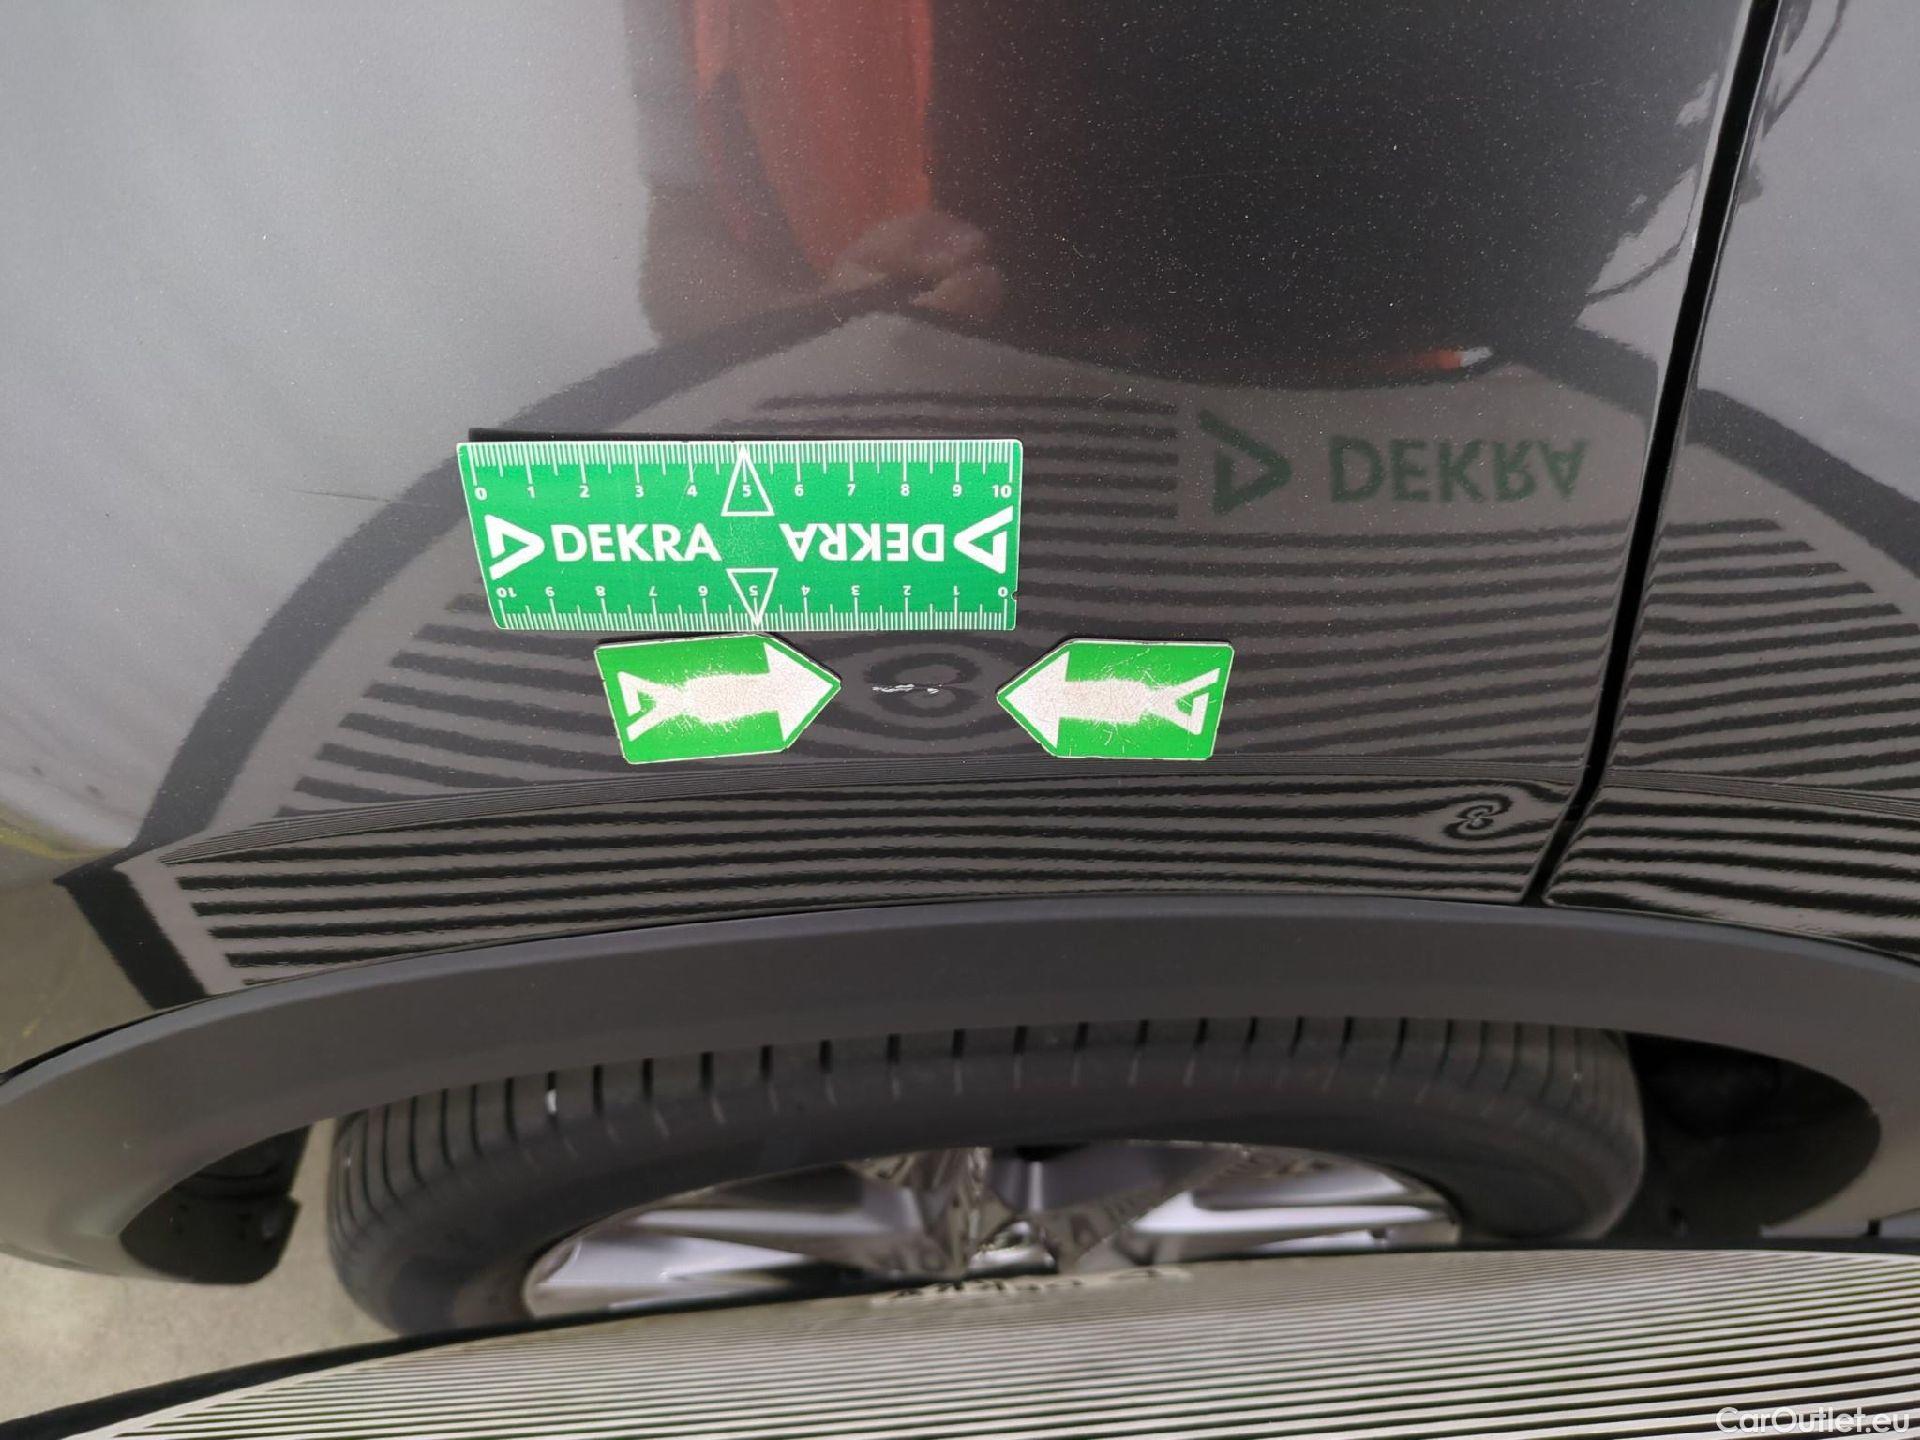 0 1 2 3 4 5 6 7 8 9 10
DEKRA DEKRA
10 9 8 7 6 5 4 3 2 1 0
DEKRA
DEKRA
CarOutlet.eu